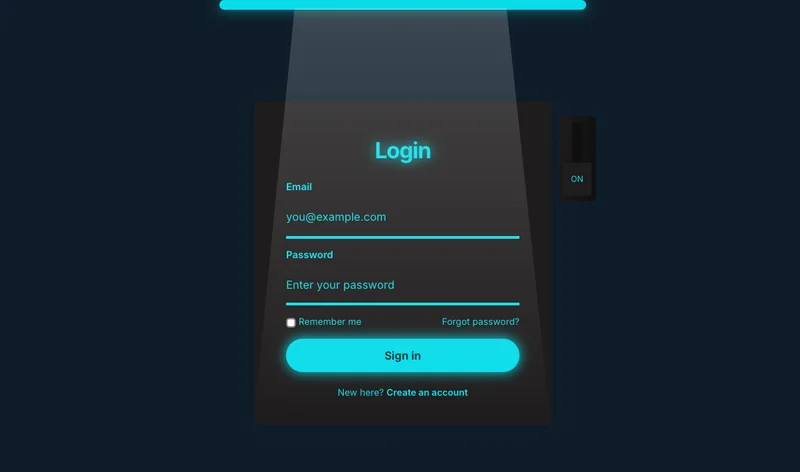 Login
Email
you@example.com
Password
Enter your password
Remember me Forgot password?
Sign in
New here? Create an account
ON